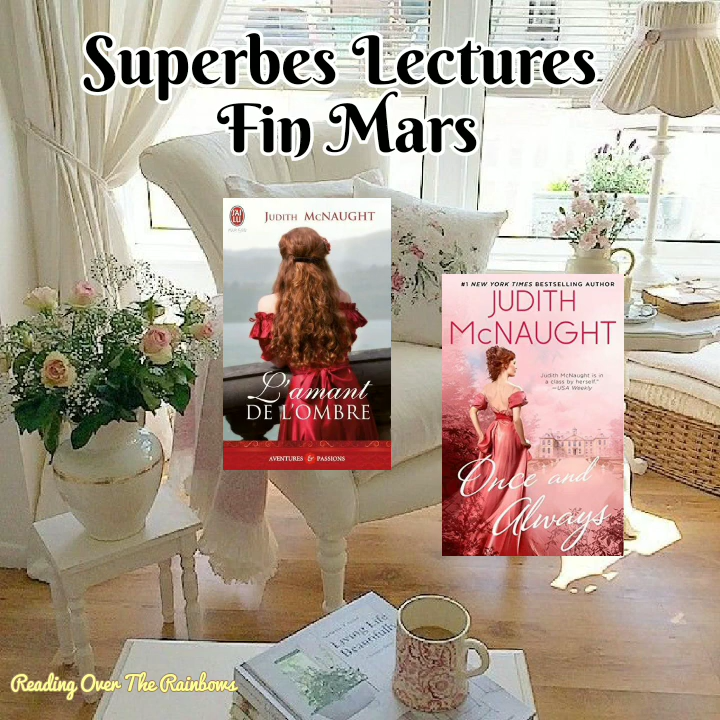 Superbes Lectures
Fin Mars
J'AI LU
JUDITH McNAUGHT
L'amant
DE L'OMBRE
AVENTURES & PASSIONS
#1 NEW YORK TIMES BESTSELLING AUTHOR
JUDITH
McNAUGHT
Judith McNaught is in
a class by herself."
—USA Weekly
Once and
Always
Living Life
Beautifully
Reading Over The Rainbows